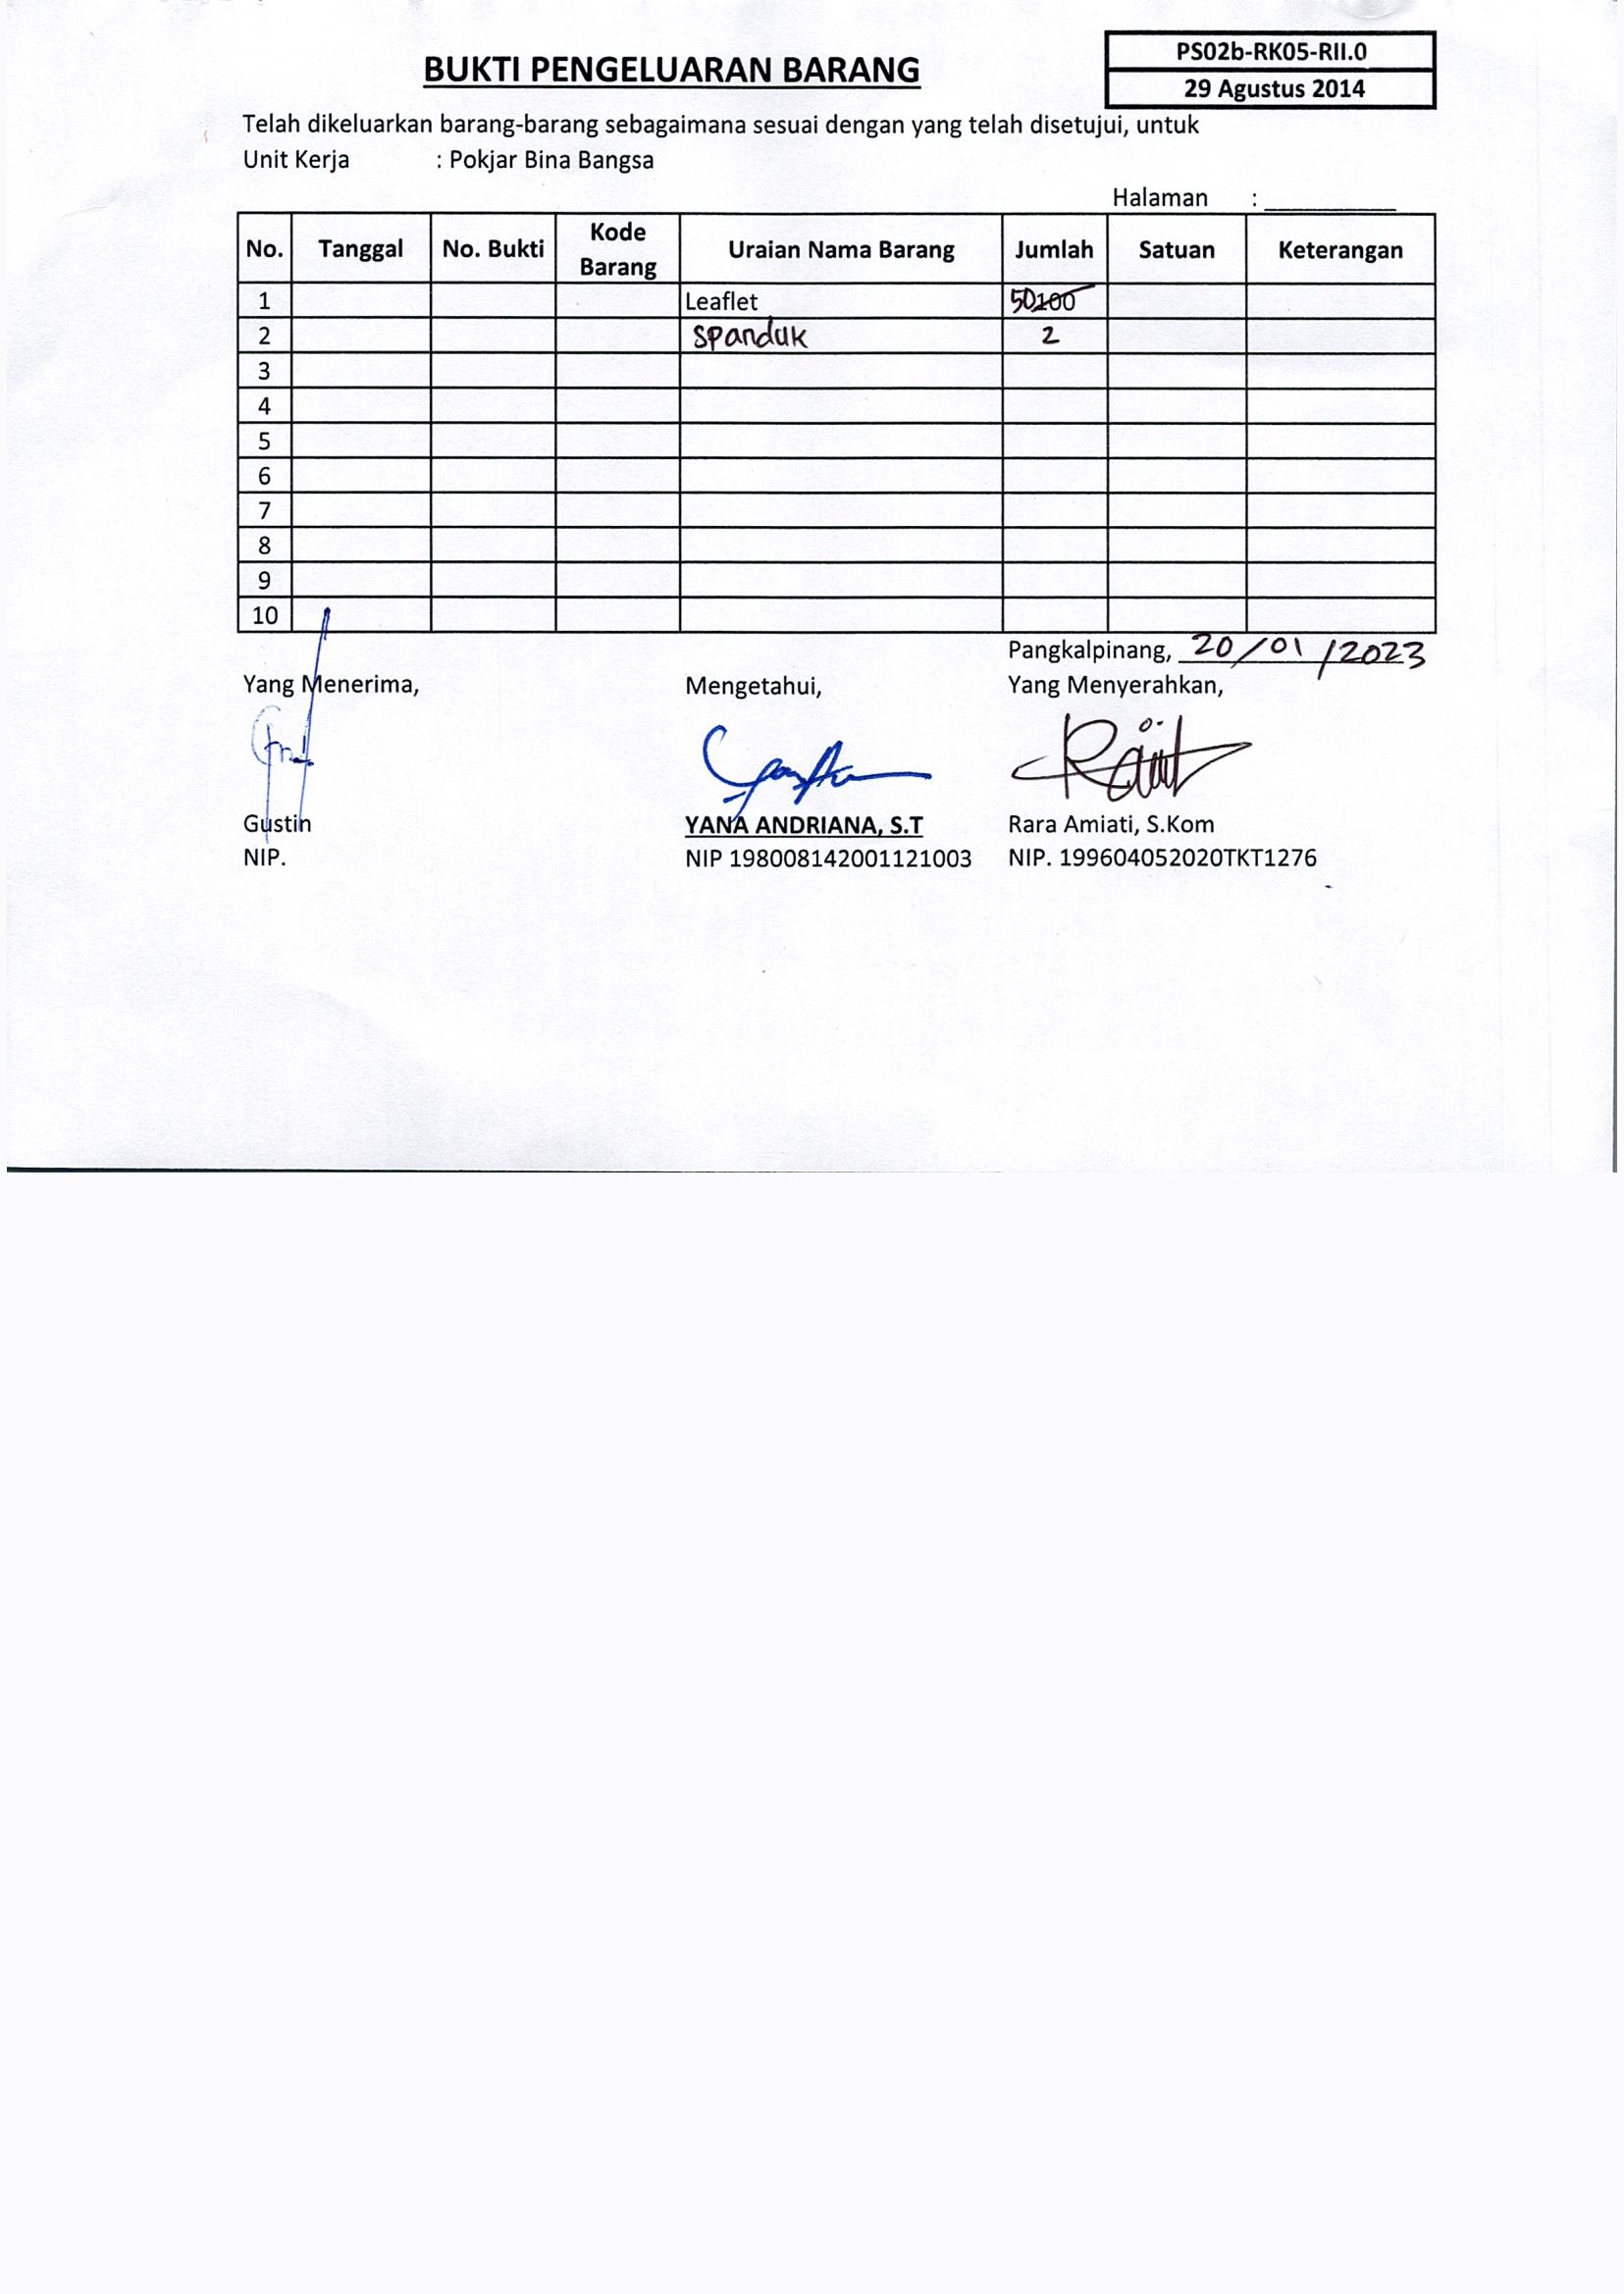 PS02b-RK05-RII.0
BUKTI PENGELUARAN BARANG
29 Agustus 2014
Telah dikeluarkan barang-barang sebagaimana sesuai dengan yang telah disetujui, untuk
Unit Kerja : Pokjar Bina Bangsa
Halaman : __________
No. Tanggal No. Bukti Kode Barang Uraian Nama Barang Jumlah Satuan Keterangan
1 Leaflet 50 100
2 Spanduk 2
3
4
5
6
7
8
9
10
Pangkalpinang, 20/01/2023
Yang Menerima, Mengetahui, Yang Menyerahkan,
Gustin YANA ANDRIANA, S.T Rara Amiati, S.Kom
NIP. NIP 198008142001121003 NIP. 199604052020TKT1276